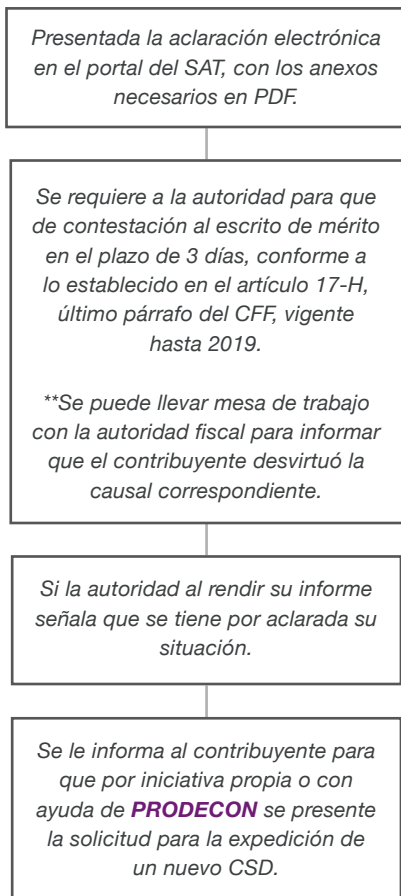 Presentada la aclaración electrónica
en el portal del SAT, con los anexos
necesarios en PDF.
Se requiere a la autoridad para que
de contestación al escrito de mérito
en el plazo de 3 días, conforme a
lo establecido en el artículo 17-H,
último párrafo del CFF, vigente
hasta 2019.
**Se puede llevar mesa de trabajo
con la autoridad fiscal para informar
que el contribuyente desvirtuó la
causal correspondiente.
Si la autoridad al rendir su informe
señala que se tiene por aclarada su
situación.
Se le informa al contribuyente para
que por iniciativa propia o con
ayuda de PRODECON se presente
la solicitud para la expedición de
un nuevo CSD.